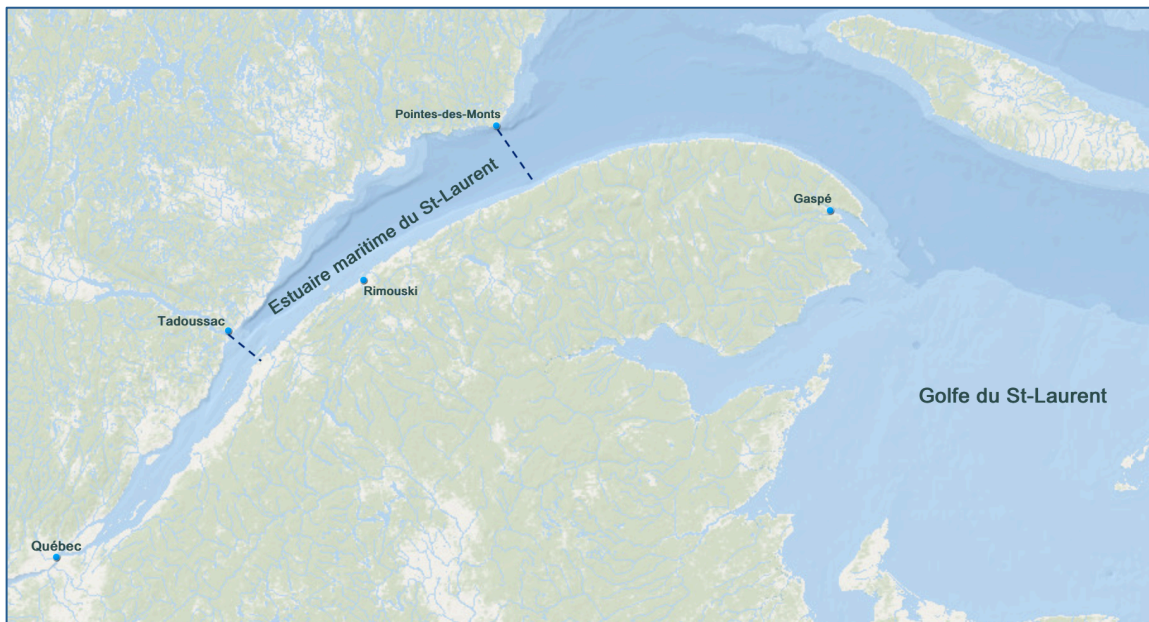 Pointes-des-Monts
Estuaire maritime du St-Laurent
Gaspé
Rimouski
Tadoussac
Golfe du St-Laurent
Québec